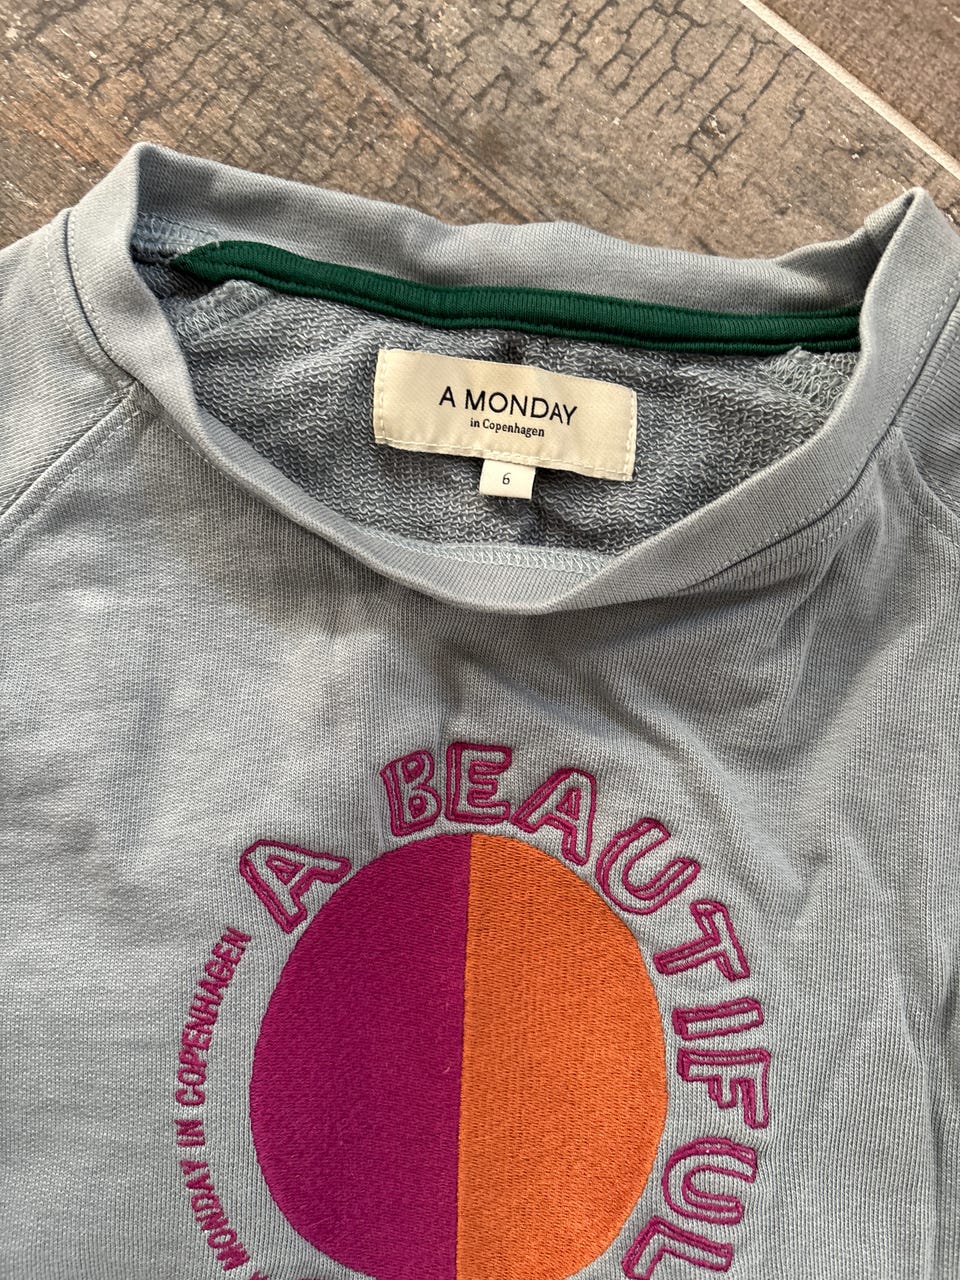 A MONDAY
in Copenhagen
6
A BEAUTIFUL
A MONDAY IN COPENHAGEN